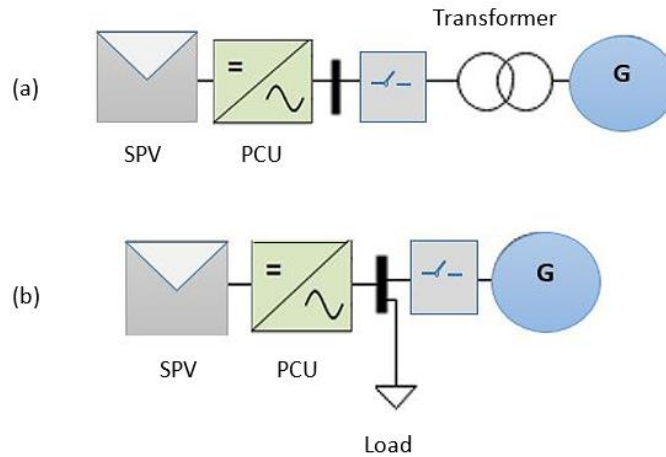 Transformer
(a)
=
G
SPV
PCU
(b)
=
G
SPV
PCU
Load